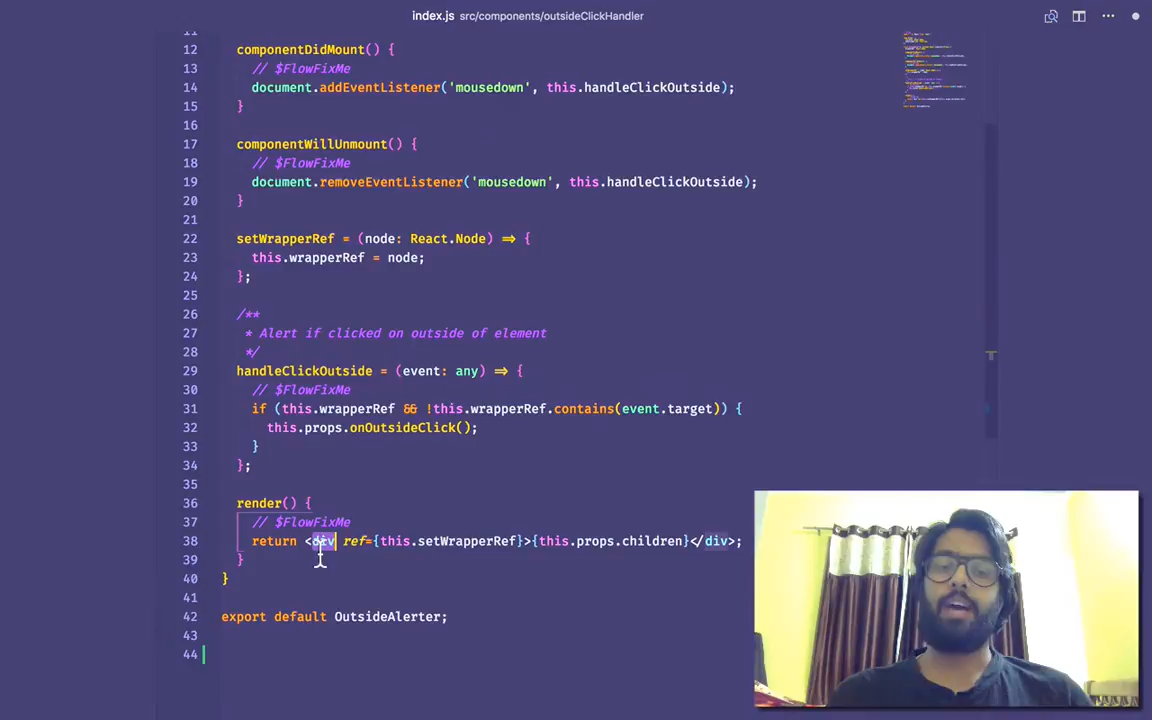 index.js src/components/outsideClickHandler
11
12 componentDidMount() {
13 // $FlowFixMe
14 document.addEventListener('mousedown', this.handleClickOutside);
15 }
16
17 componentWillUnmount() {
18 // $FlowFixMe
19 document.removeEventListener('mousedown', this.handleClickOutside);
20 }
21
22 setWrapperRef = (node: React.Node) => {
23 this.wrapperRef = node;
24 };
25
26 /**
27 * Alert if clicked on outside of element
28 */
29 handleClickOutside = (event: any) => {
30 // $FlowFixMe
31 if (this.wrapperRef && !this.wrapperRef.contains(event.target)) {
32 this.props.onOutsideClick();
33 }
34 };
35
36 render() {
37 // $FlowFixMe
38 return <div ref={this.setWrapperRef}>{this.props.children}</div>;
39 }
40 }
41
42 export default OutsideAlerter;
43
44